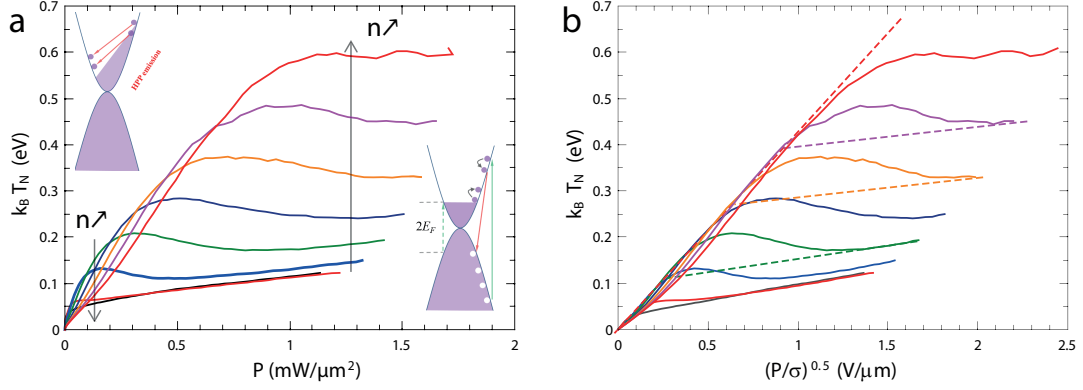 a
k_B T_N (eV)
0.6
0.5
0.4
0.3
0.2
0.1
0
HPP emission
n↗
n↗
2E_F
0
0.5
1
1.5
2
P (mW/µm²)
b
k_B T_N (eV)
0.7
0.6
0.5
0.4
0.3
0.2
0.1
0
0.5
1.0
1.5
2.0
2.5
(P/σ)^0.5 (V/µm)